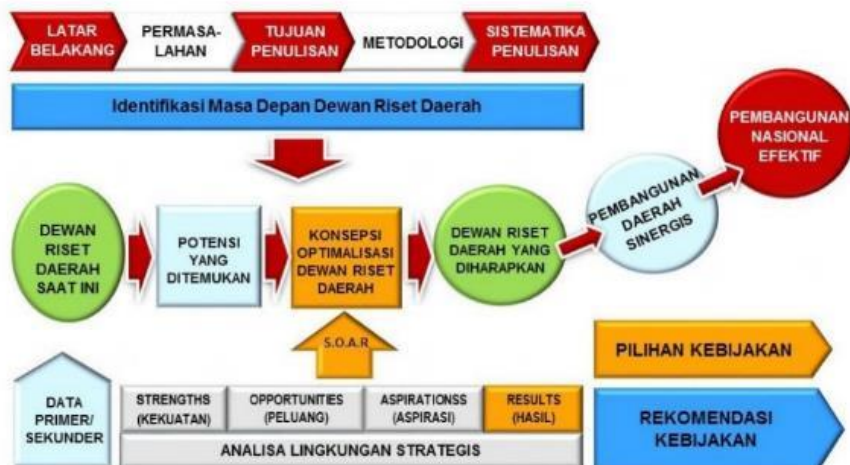 LATAR
BELAKANG
PERMASA-
LAHAN
TUJUAN
PENULISAN
METODOLOGI
SISTEMATIKA
PENULISAN
Identifikasi Masa Depan Dewan Riset Daerah
PEMBANGUNAN
NASIONAL
EFEKTIF
PEMBANGUNAN
DAERAH
SINERGIS
DEWAN
RISET
DAERAH
SAAT INI
POTENSI
YANG
DITEMUKAN
KONSEPSI
OPTIMALISASI
DEWAN RISET
DAERAH
DEWAN RISET
DAERAH YANG
DIHARAPKAN
S.O.A.R
PILIHAN KEBIJAKAN
DATA
PRIMER/
SEKUNDER
STRENGTHS
(KEKUATAN)
OPPORTUNITIES
(PELUANG)
ASPIRATIONSS
(ASPIRASI)
RESULTS
(HASIL)
ANALISA LINGKUNGAN STRATEGIS
REKOMENDASI
KEBIJAKAN